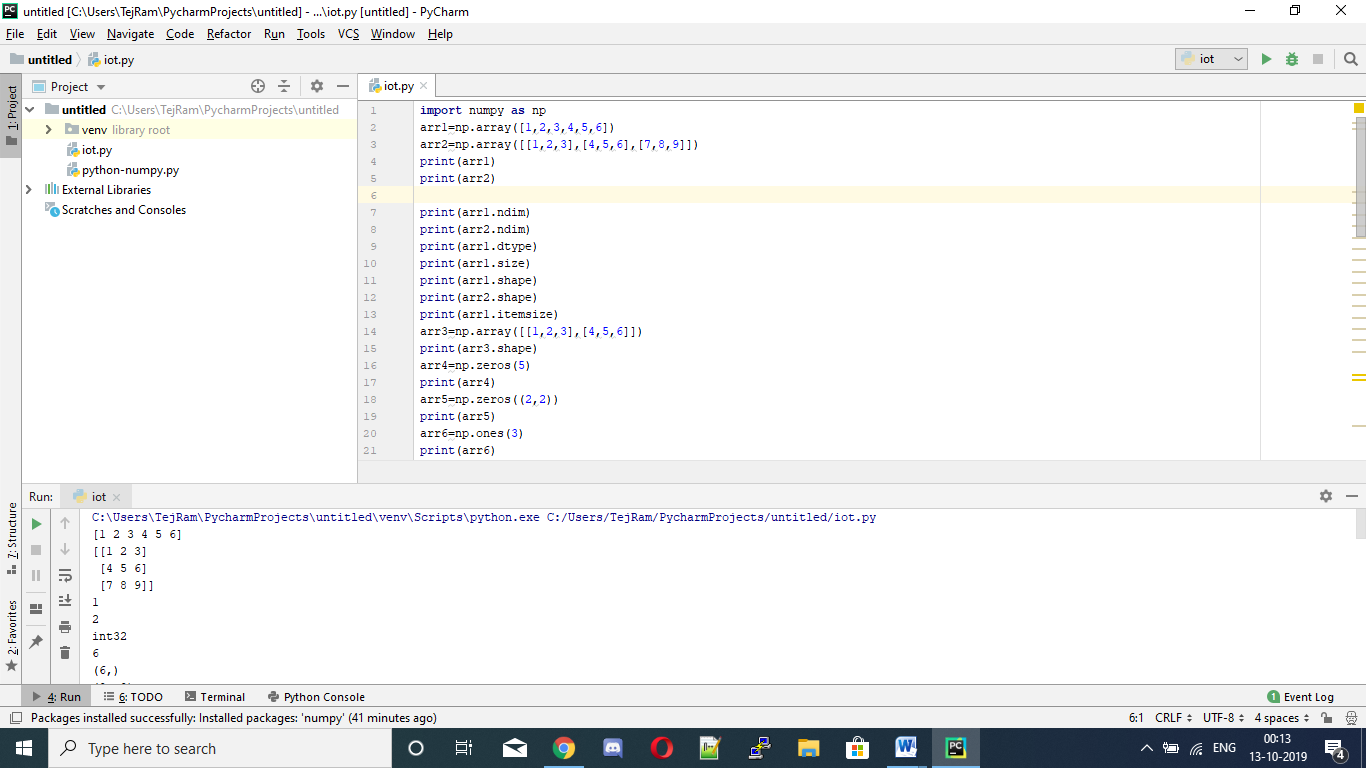 untitled [C:\Users\TejRam\PycharmProjects\untitled] - ...\iot.py [untitled] - PyCharm
File Edit View Navigate Code Refactor Run Tools VCS Window Help
untitled iot.py
iot
1: Project
Project
untitled C:\Users\TejRam\PycharmProjects\untitled
venv library root
iot.py
python-numpy.py
External Libraries
Scratches and Consoles
iot.py
1 import numpy as np
2 arr1=np.array([1,2,3,4,5,6])
3 arr2=np.array([[1,2,3],[4,5,6],[7,8,9]])
4 print(arr1)
5 print(arr2)
6
7 print(arr1.ndim)
8 print(arr2.ndim)
9 print(arr1.dtype)
10 print(arr1.size)
11 print(arr1.shape)
12 print(arr2.shape)
13 print(arr1.itemsize)
14 arr3=np.array([[1,2,3],[4,5,6]])
15 print(arr3.shape)
16 arr4=np.zeros(5)
17 print(arr4)
18 arr5=np.zeros((2,2))
19 print(arr5)
20 arr6=np.ones(3)
21 print(arr6)
Run: iot
7: Structure
2: Favorites
C:\Users\TejRam\PycharmProjects\untitled\venv\Scripts\python.exe C:/Users/TejRam/PycharmProjects/untitled/iot.py
[1 2 3 4 5 6]
[[1 2 3]
 [4 5 6]
 [7 8 9]]
1
2
int32
6
(6,)
4: Run 6: TODO Terminal Python Console 1 Event Log
Packages installed successfully: Installed packages: 'numpy' (41 minutes ago) 6:1 CRLF UTF-8 4 spaces
Type here to search
ENG
00:13
13-10-2019
4